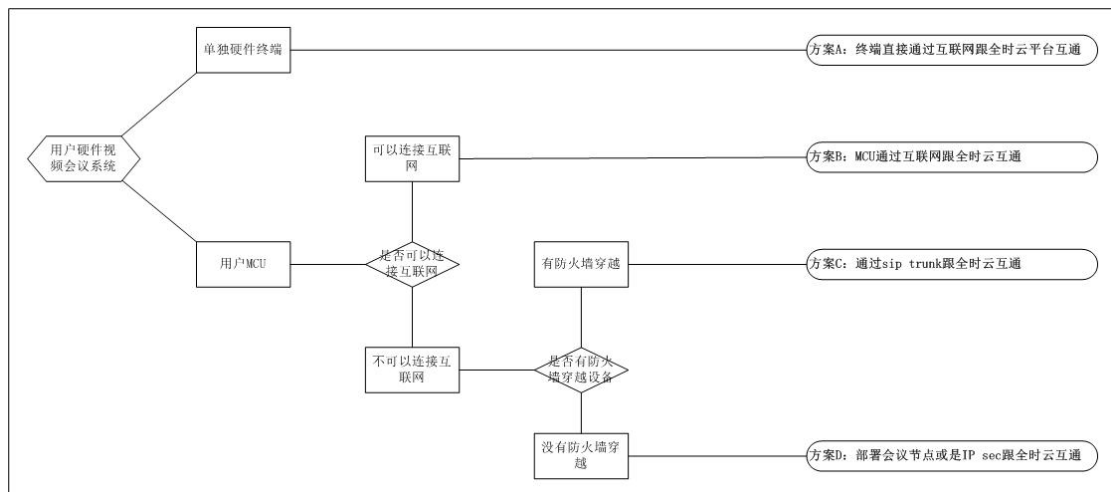 单独硬件终端
方案A: 终端直接通过互联网跟全时云平台互通
用户硬件视
频会议系统
可以连接互联
网
方案B: MCU通过互联网跟全时云互通
用户MCU
是否可以连
接互联网
有防火墙穿越
方案C: 通过sip trunk跟全时云互通
不可以连接互
联网
是否有防火
墙穿越设备
没有防火墙穿
越
方案D: 部署会议节点或是IP sec跟全时云互通